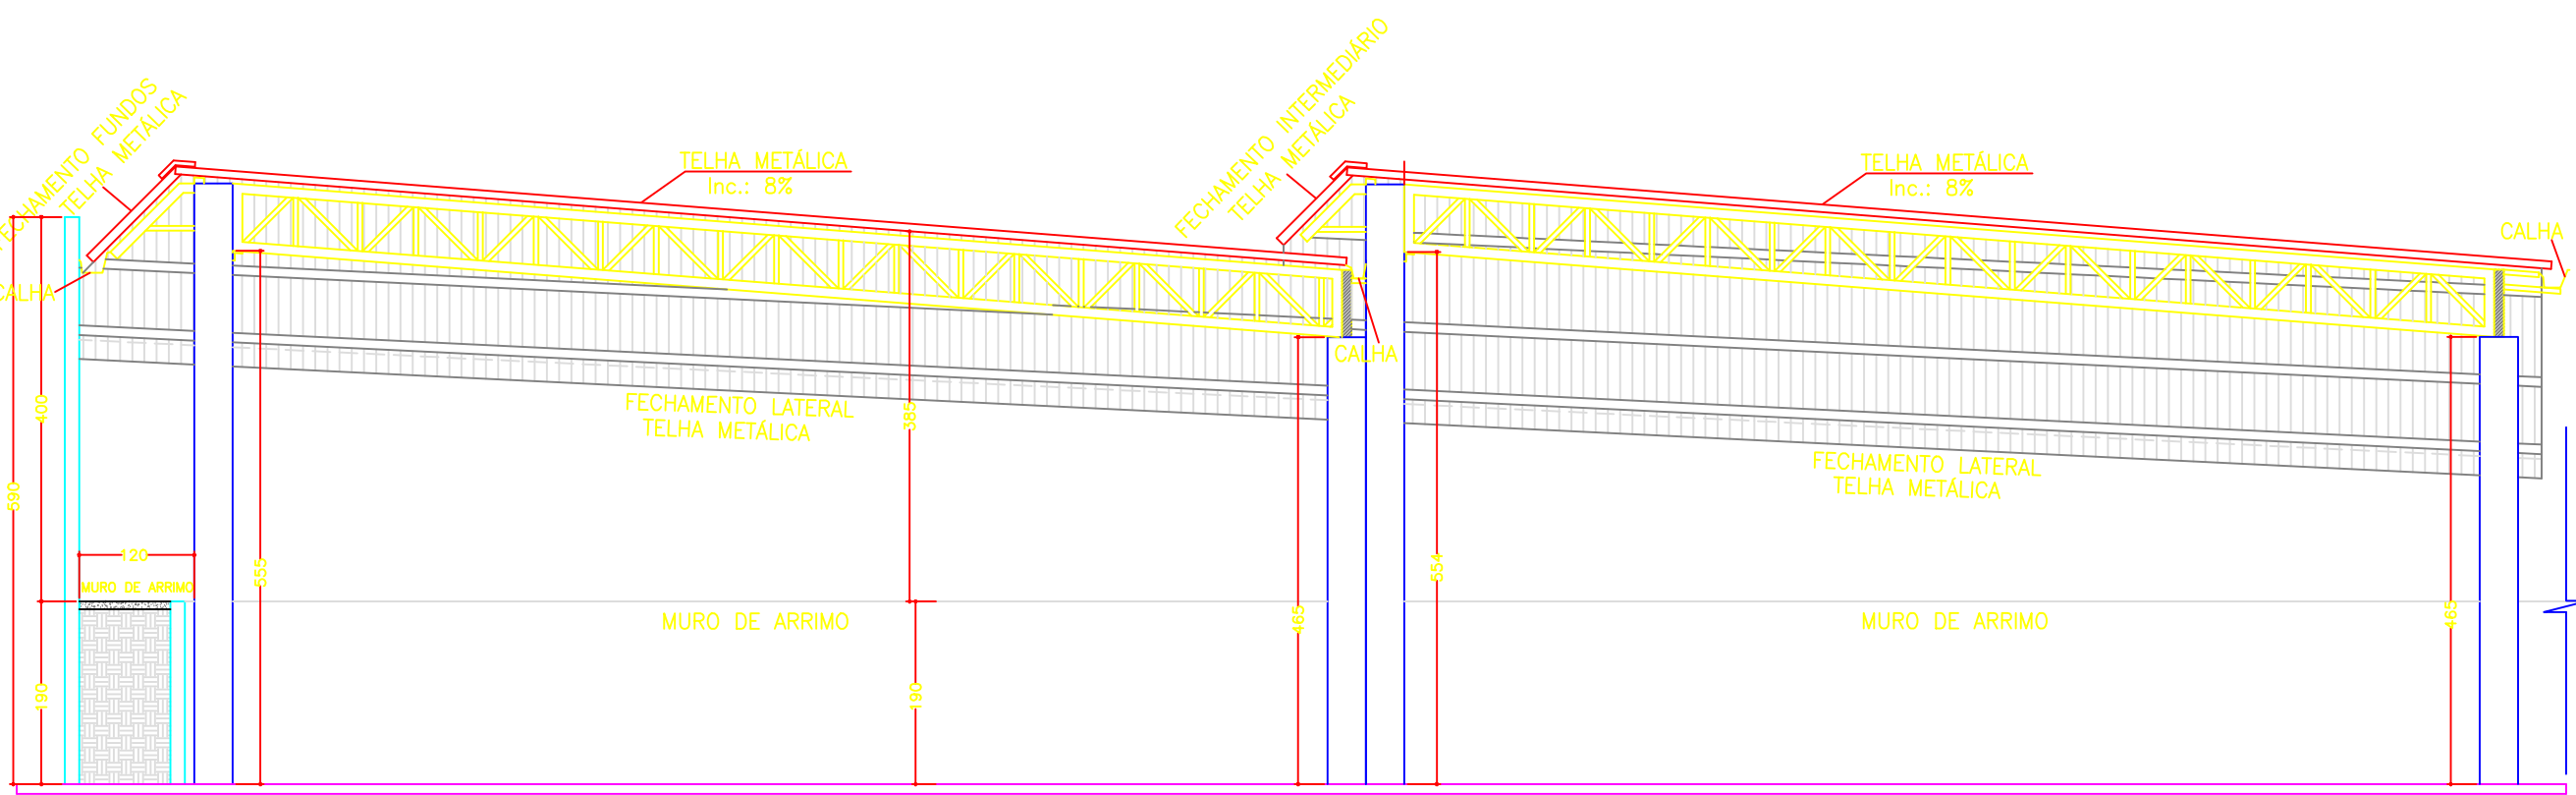 FECHAMENTO FUNDOS
TELHA METÁLICA
CALHA
TELHA METÁLICA
Inc.: 8%
FECHAMENTO INTERMEDIÁRIO
TELHA METÁLICA
CALHA
TELHA METÁLICA
Inc.: 8%
CALHA
FECHAMENTO LATERAL
TELHA METÁLICA
FECHAMENTO LATERAL
TELHA METÁLICA
590
400
190
120
MURO DE ARRIMO
555
385
190
MURO DE ARRIMO
465
554
MURO DE ARRIMO
465